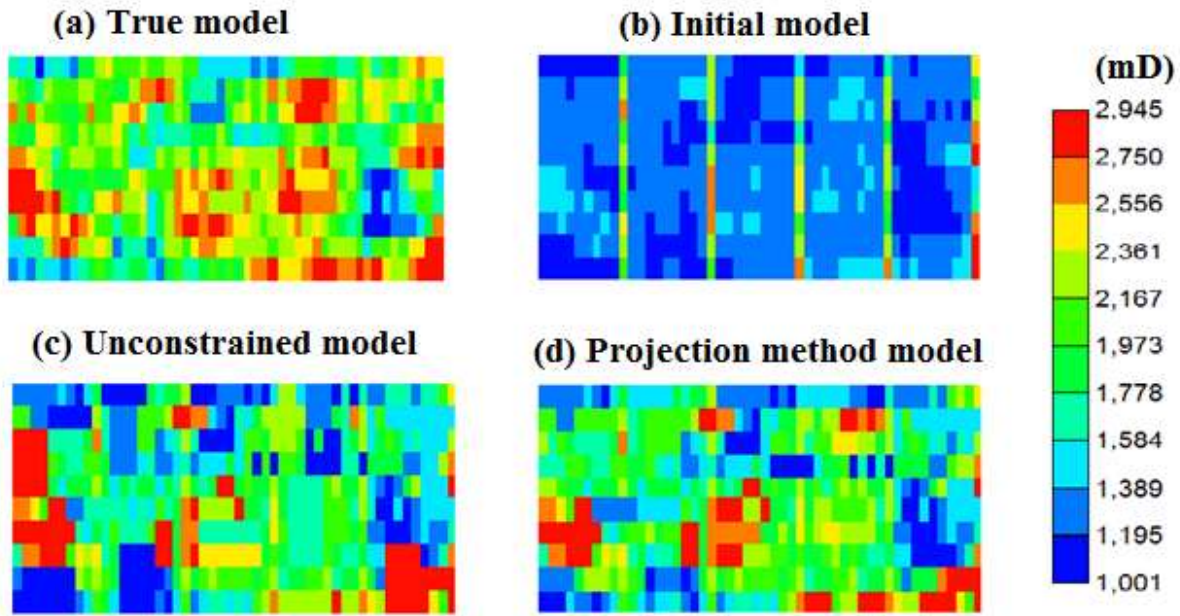 (a) True model
(b) Initial model
(mD)
2,945
2,750
2,556
2,361
2,167
1,973
1,778
1,584
1,389
1,195
1,001
(c) Unconstrained model
(d) Projection method model